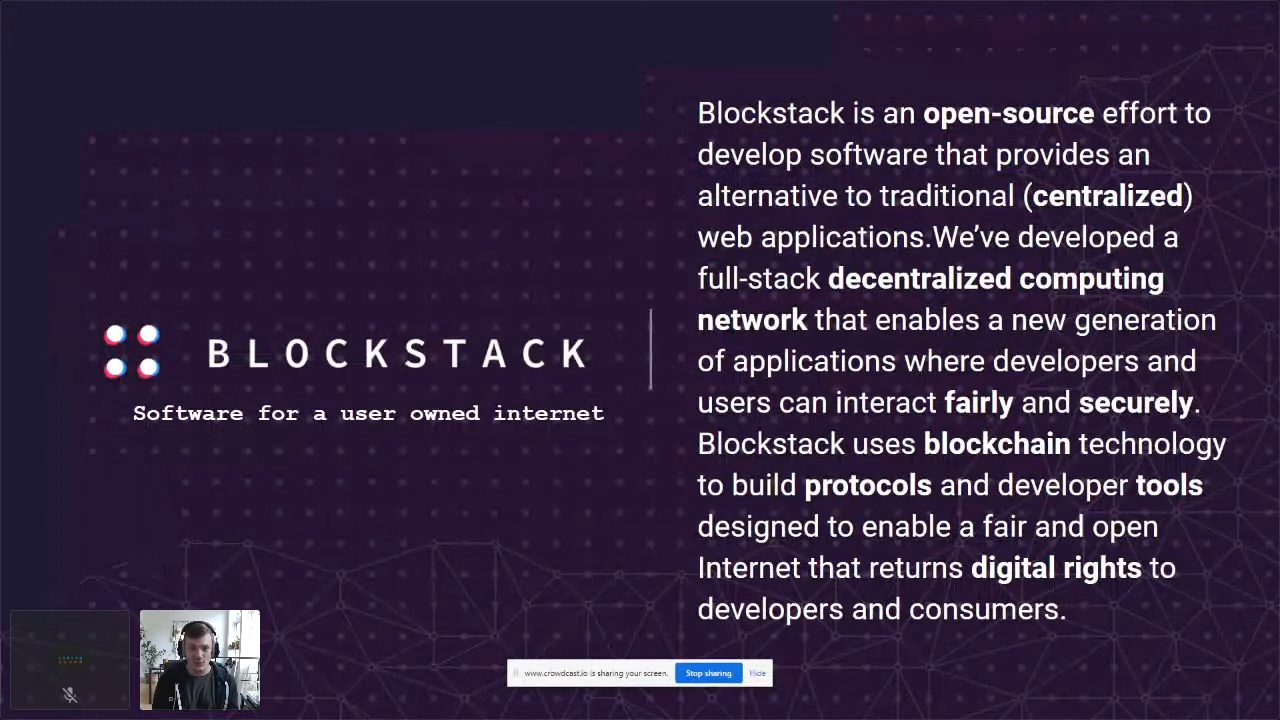 BLOCKSTACK
Software for a user owned internet
Blockstack is an open-source effort to
develop software that provides an
alternative to traditional (centralized)
web applications.We’ve developed a
full-stack decentralized computing
network that enables a new generation
of applications where developers and
users can interact fairly and securely.
Blockstack uses blockchain technology
to build protocols and developer tools
designed to enable a fair and open
Internet that returns digital rights to
developers and consumers.
www.crowdcast.io is sharing your screen.
Stop sharing
Hide